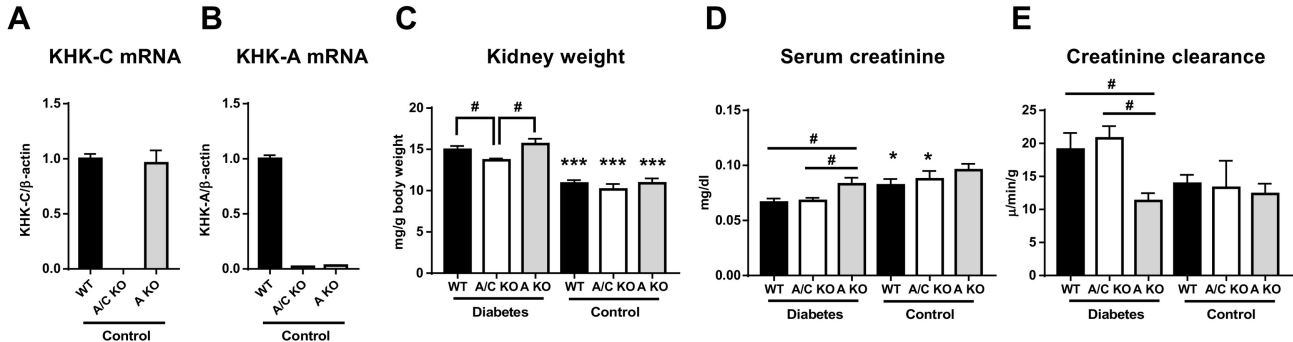 A
KHK-C mRNA
KHK-C/β-actin
1.5
1.0
0.5
0.0
WT
A/C KO
A KO
Control
B
KHK-A mRNA
KHK-A/β-actin
1.5
1.0
0.5
0.0
WT
A/C KO
A KO
Control
C
Kidney weight
mg/g body weight
20
15
10
5
0
# #
*** *** ***
WT A/C KO A KO WT A/C KO A KO
Diabetes Control
D
Serum creatinine
mg/dl
0.15
0.10
0.05
0.00
#
#
* *
WT A/C KO A KO WT A/C KO A KO
Diabetes Control
E
Creatinine clearance
μ/min/g
25
20
15
10
5
0
#
#
WT A/C KO A KO WT A/C KO A KO
Diabetes Control